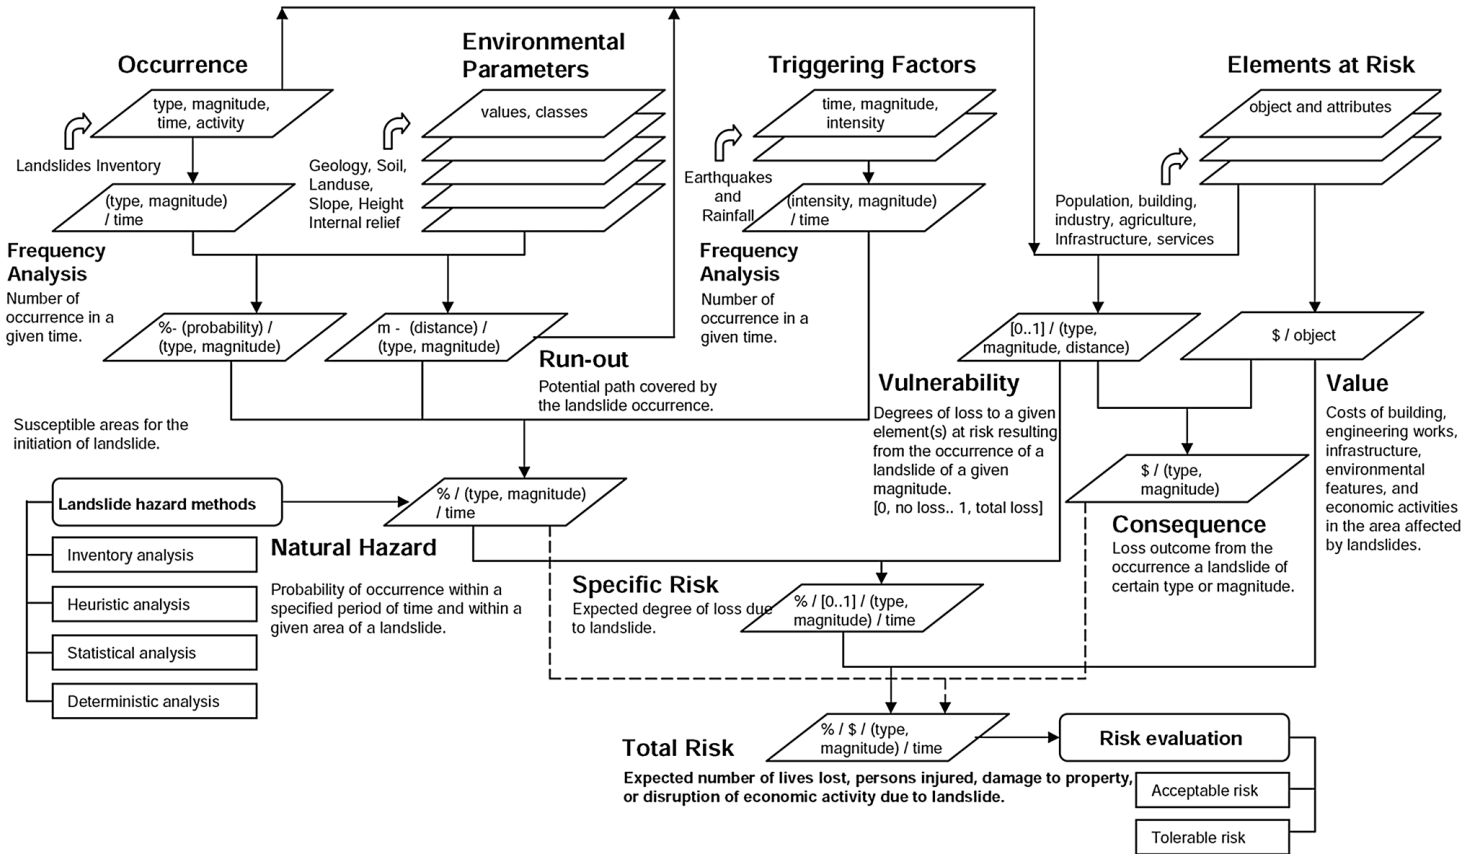 Occurrence
type, magnitude,
time, activity
Landslides Inventory
(type, magnitude)
/ time
Frequency
Analysis
Number of
occurrence in a
given time.
Environmental
Parameters
values, classes
Geology, Soil,
Landuse,
Slope, Height
Internal relief
Triggering Factors
time, magnitude,
intensity
Earthquakes
and
Rainfall
(intensity, magnitude)
/ time
Frequency
Analysis
Number of
occurrence in a
given time.
Elements at Risk
object and attributes
Population, building,
industry, agriculture,
Infrastructure, services
%- (probability) /
(type, magnitude)
Susceptible areas for the
initiation of landslide.
m - (distance) /
(type, magnitude)
Run-out
Potential path covered by
the landslide occurrence.
[0..1] / (type,
magnitude, distance)
Vulnerability
Degrees of loss to a given
element(s) at risk resulting
from the occurrence of a
landslide of a given
magnitude.
[0, no loss.. 1, total loss]
$ / object
Value
Costs of building,
engineering works,
infrastructure,
environmental
features, and
economic activities
in the area affected
by landslides.
$ / (type,
magnitude)
Consequence
Loss outcome from the
occurrence a landslide of
certain type or magnitude.
Landslide hazard methods
Inventory analysis
Heuristic analysis
Statistical analysis
Deterministic analysis
% / (type, magnitude)
/ time
Natural Hazard
Probability of occurrence within a
specified period of time and within a
given area of a landslide.
Specific Risk
Expected degree of loss due
to landslide.
% / [0..1] / (type,
magnitude) / time
% / $ / (type,
magnitude) / time
Total Risk
Expected number of lives lost, persons injured, damage to property,
or disruption of economic activity due to landslide.
Risk evaluation
Acceptable risk
Tolerable risk